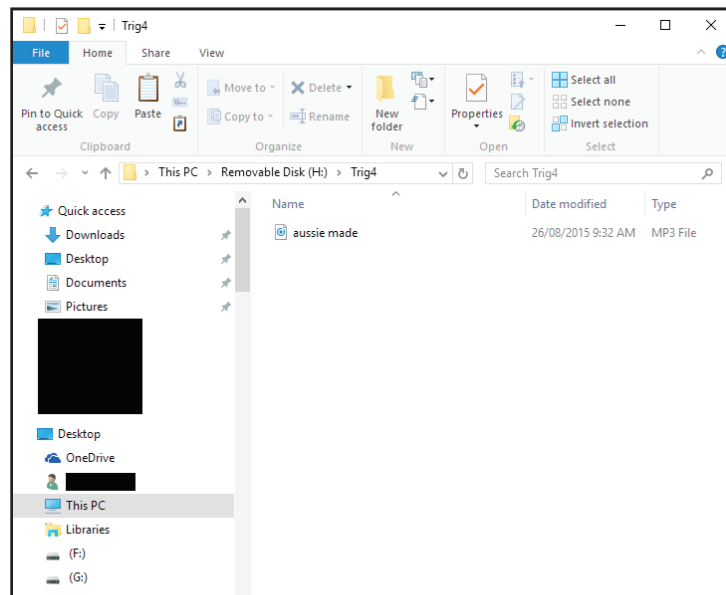 Trig4
File Home Share View
Pin to Quick access Copy Paste Move to Copy to Delete Rename New folder Properties Select all Select none Invert selection
Clipboard Organize New Open Select
This PC > Removable Disk (H:) > Trig4 Search Trig4
Quick access Name Date modified Type
Downloads aussie made 26/08/2015 9:32 AM MP3 File
Desktop
Documents
Pictures
Desktop
OneDrive
This PC
Libraries
(F:)
(G:)